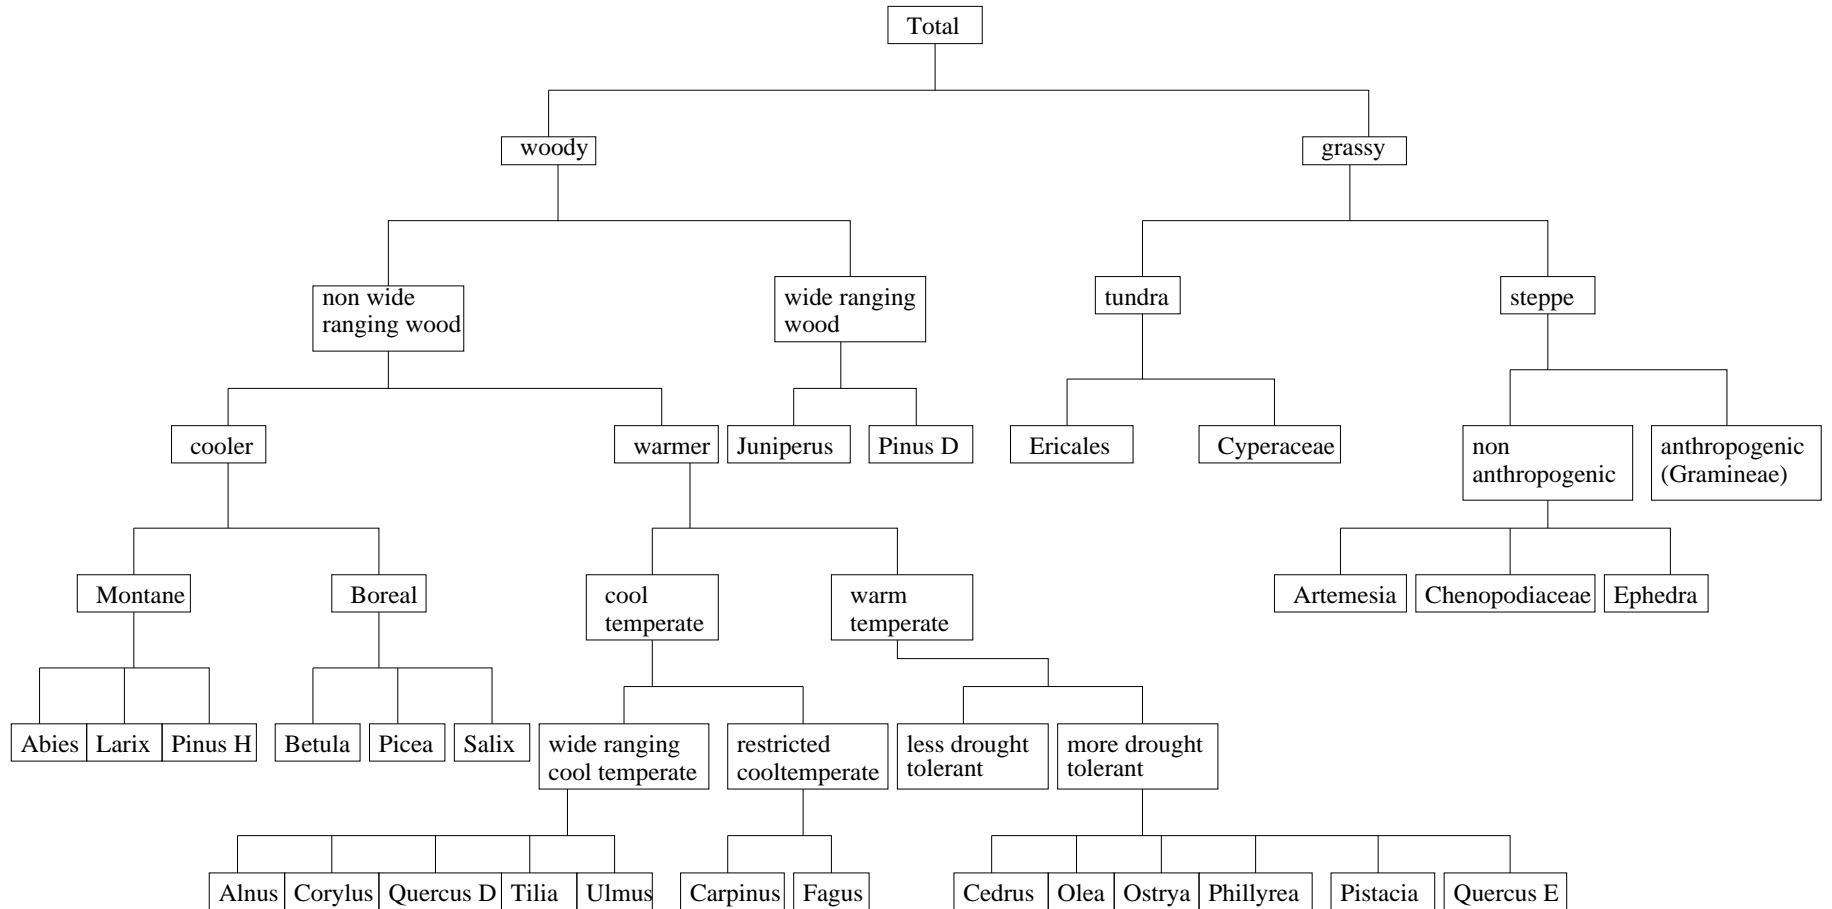 Total
woody
grassy
non wide
ranging wood
wide ranging
wood
tundra
steppe
cooler
warmer
Juniperus
Pinus D
Ericales
Cyperaceae
non
anthropogenic
anthropogenic
(Gramineae)
Montane
Boreal
cool
temperate
warm
temperate
Artemesia
Chenopodiaceae
Ephedra
Abies
Larix
Pinus H
Betula
Picea
Salix
wide ranging
cool temperate
restricted
cooltemperate
less drought
tolerant
more drought
tolerant
Alnus
Corylus
Quercus D
Tilia
Ulmus
Carpinus
Fagus
Cedrus
Olea
Ostrya
Phillyrea
Pistacia
Quercus E